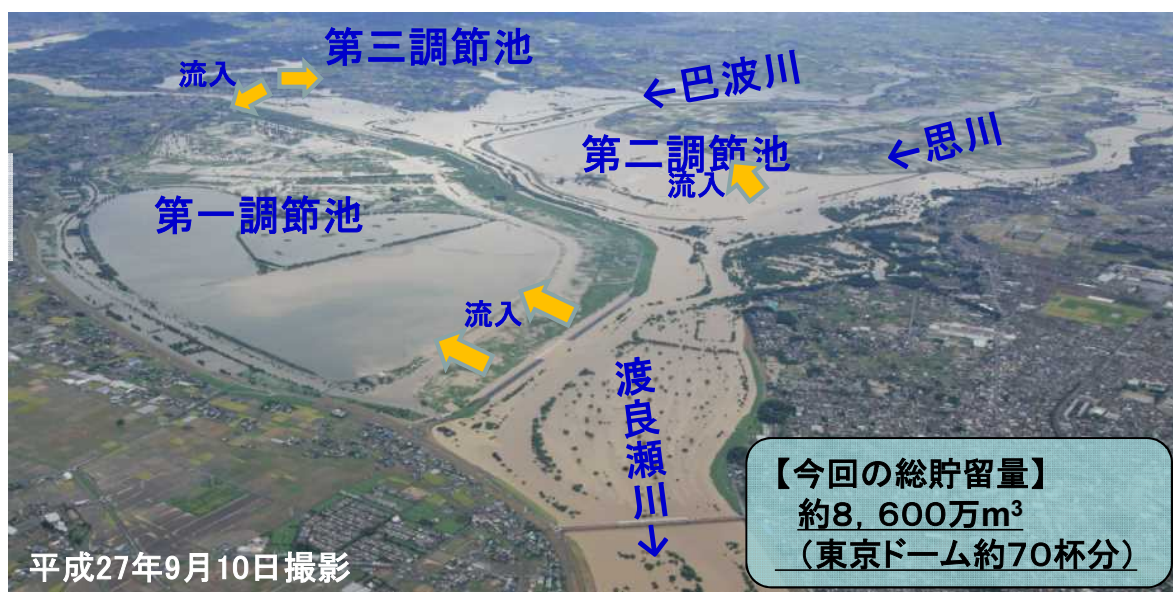 第三調節池
流入
←巴波川
←思川
第二調節池
流入
第一調節池
流入
渡良瀬川↓
【今回の総貯留量】
約8，600万m³
（東京ドーム約70杯分）
平成27年9月10日撮影